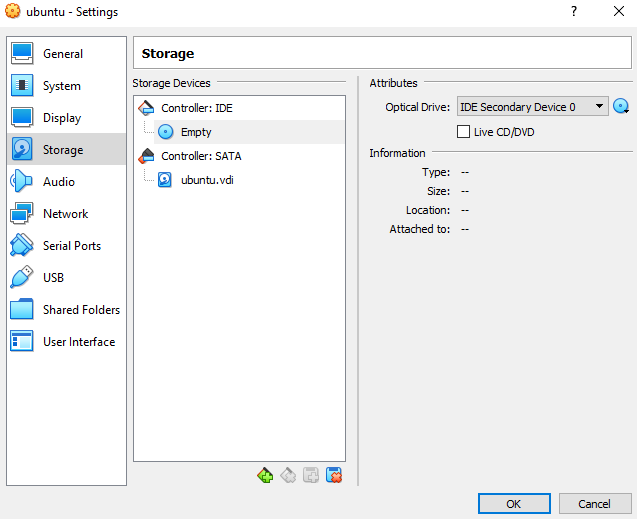 ubuntu - Settings
General
System
Display
Storage
Audio
Network
Serial Ports
USB
Shared Folders
User Interface
Storage
Storage Devices
Controller: IDE
Empty
Controller: SATA
ubuntu.vdi
Attributes
Optical Drive: IDE Secondary Device 0
Live CD/DVD
Information
Type: --
Size: --
Location: --
Attached to: --
OK
Cancel